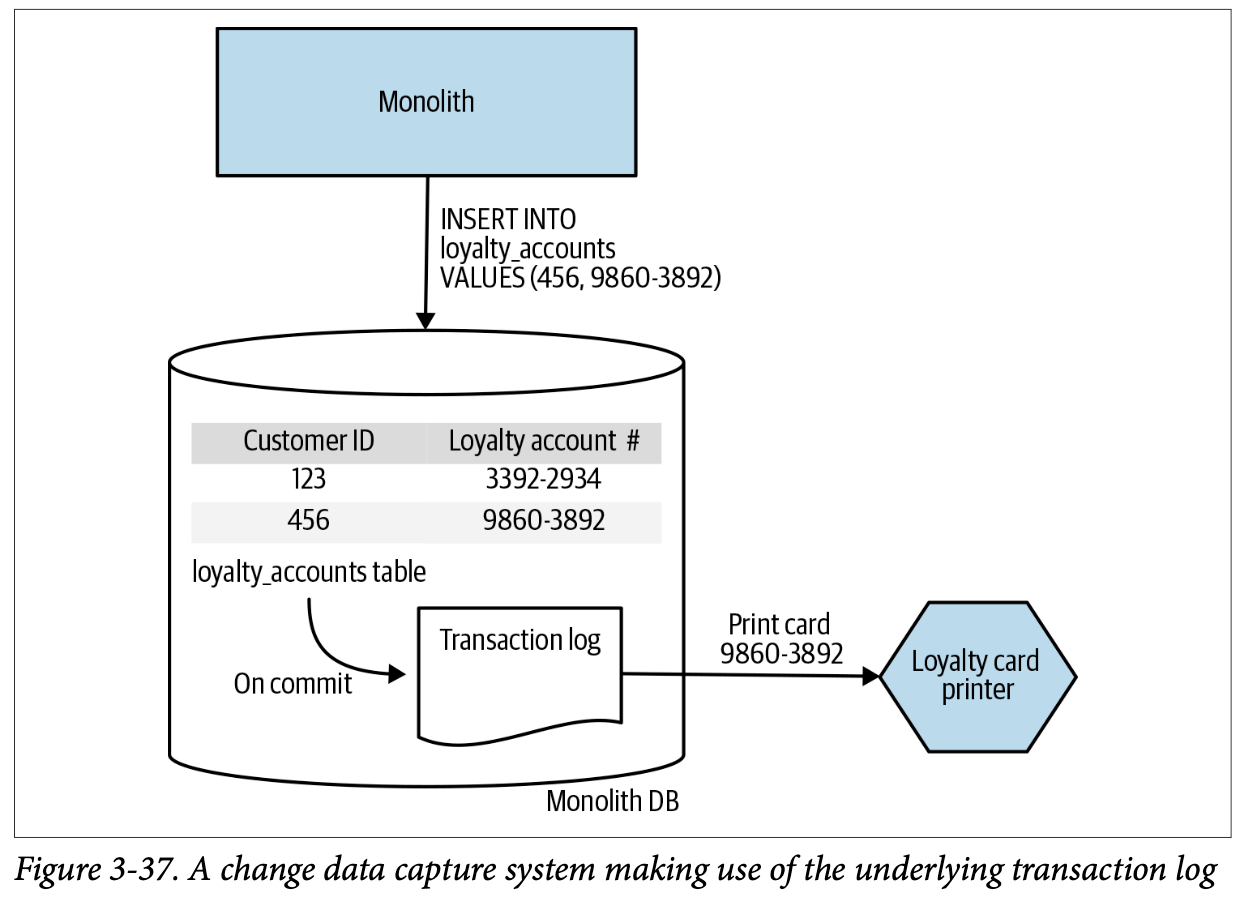 Monolith
INSERT INTO
loyalty_accounts
VALUES (456, 9860-3892)
Customer ID Loyalty account #
123 3392-2934
456 9860-3892
loyalty_accounts table
On commit
Transaction log
Print card
9860-3892
Loyalty card
printer
Monolith DB
Figure 3-37. A change data capture system making use of the underlying transaction log